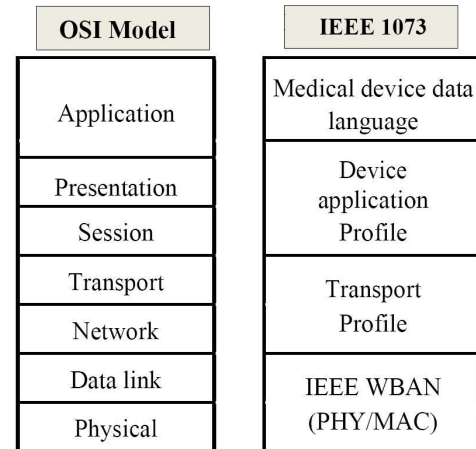 OSI Model
Application
Presentation
Session
Transport
Network
Data link
Physical
IEEE 1073
Medical device data
language
Device
application
Profile
Transport
Profile
IEEE WBAN
(PHY/MAC)